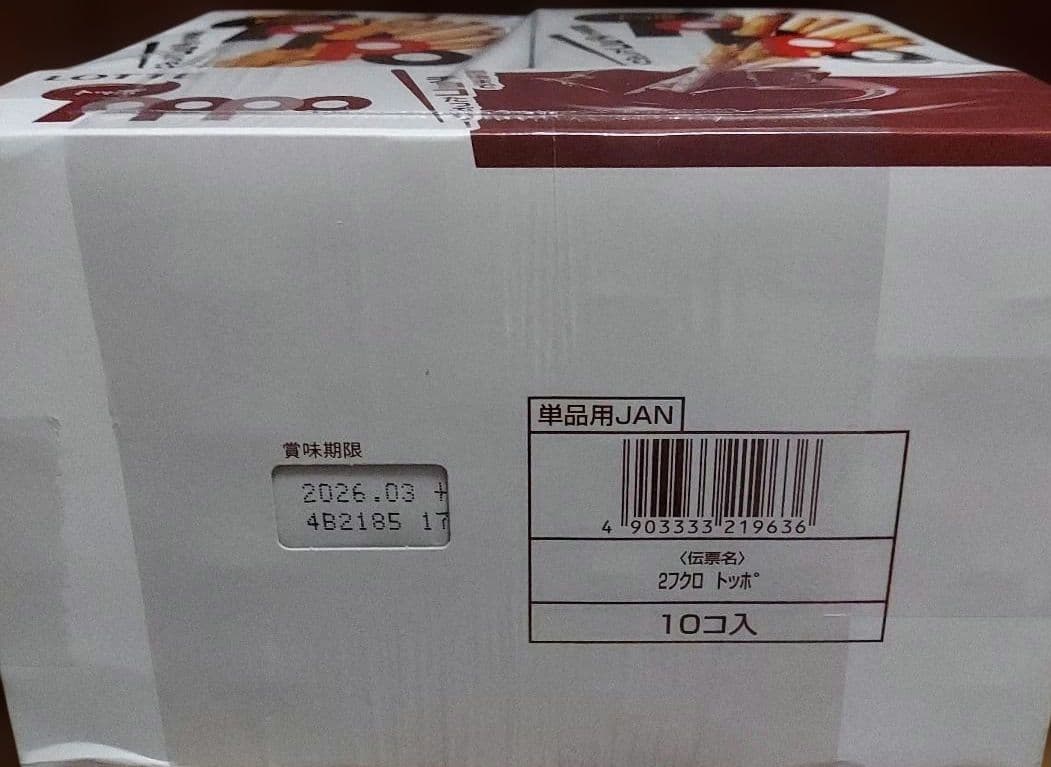 LOTTE
賞味期限
2026.03 +
4B2185 17
単品用JAN
4 903333 219636
〈伝票名〉
2フクロ トッポ
10コ入